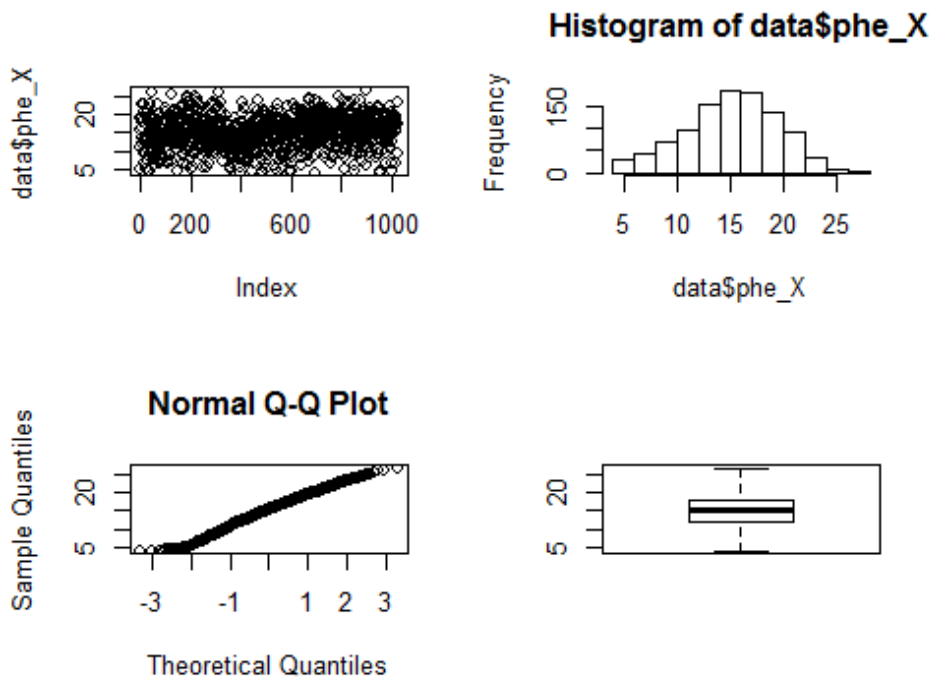 data$phe_X
20
5
0 200 600 1000
Index
Histogram of data$phe_X
Frequency
150
0
5 10 15 20 25
data$phe_X
Normal Q-Q Plot
Sample Quantiles
20
5
-3 -1 1 2 3
Theoretical Quantiles
20
5